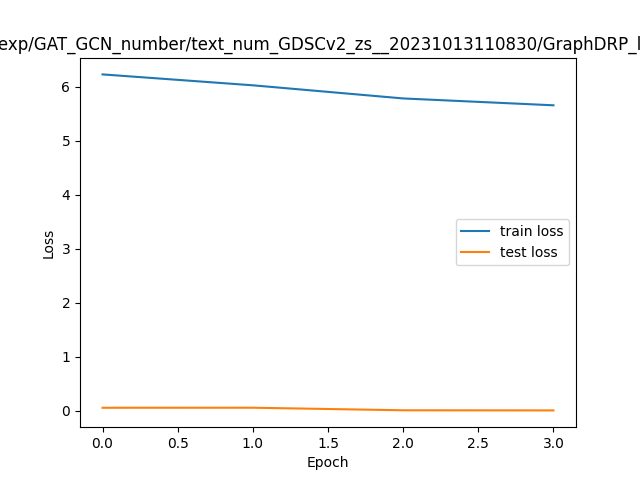 exp/GAT_GCN_number/text_num_GDSCv2_zs__20231013110830/GraphDRP_l
6
5
4
3
2
1
0
Loss
train loss
test loss
0.0 0.5 1.0 1.5 2.0 2.5 3.0
Epoch